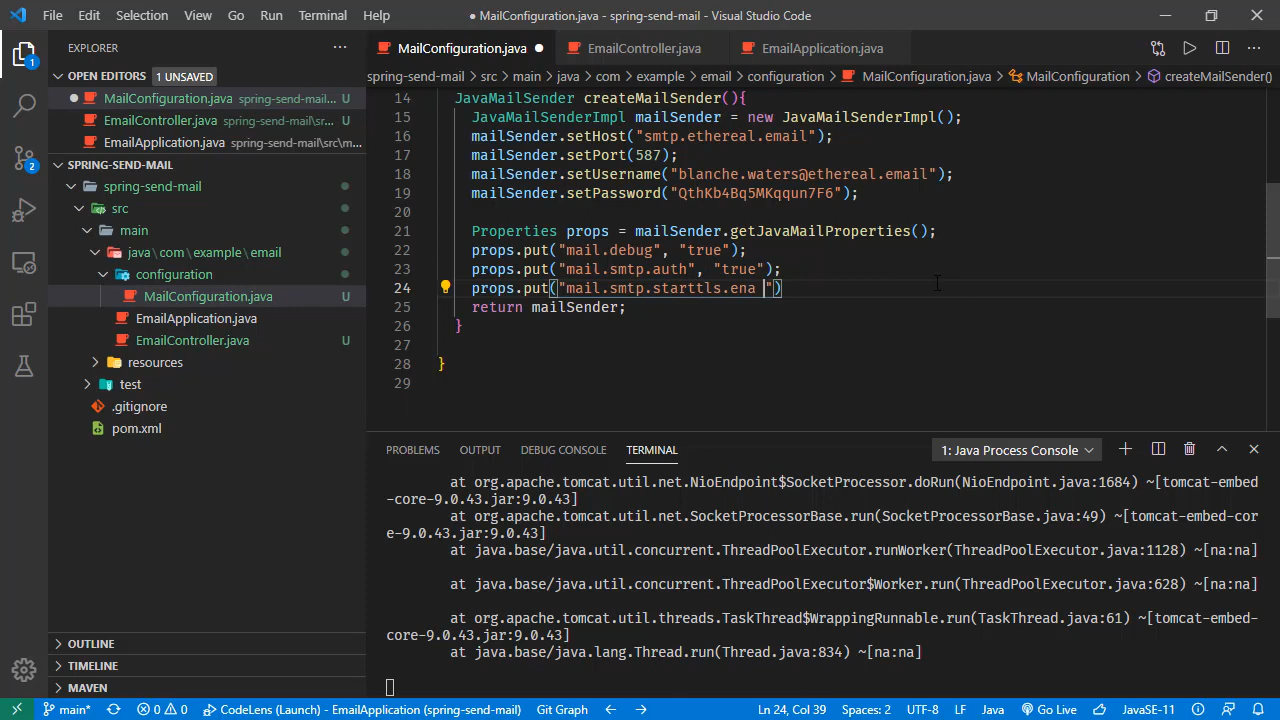 File Edit Selection View Go Run Terminal Help
● MailConfiguration.java - spring-send-mail - Visual Studio Code
EXPLORER
OPEN EDITORS 1 UNSAVED
MailConfiguration.java spring-send-mail... U
EmailController.java spring-send-mail\sr... U
EmailApplication.java spring-send-mail\src\m...
SPRING-SEND-MAIL
spring-send-mail
src
main
java\com\example\email
configuration
MailConfiguration.java U
EmailApplication.java
EmailController.java U
resources
test
.gitignore
pom.xml
OUTLINE
TIMELINE
MAVEN
1
2
MailConfiguration.java ● EmailController.java EmailApplication.java
spring-send-mail > src > main > java > com > example > email > configuration > MailConfiguration.java > MailConfiguration > createMailSender()
14 JavaMailSender createMailSender(){
15 JavaMailSenderImpl mailSender = new JavaMailSenderImpl();
16 mailSender.setHost("smtp.ethereal.email");
17 mailSender.setPort(587);
18 mailSender.setUsername("blanche.waters@ethereal.email");
19 mailSender.setPassword("QthKb4Bq5MKqqun7F6");
20
21 Properties props = mailSender.getJavaMailProperties();
22 props.put("mail.debug", "true");
23 props.put("mail.smtp.auth", "true");
24 props.put("mail.smtp.starttls.ena ")
25 return mailSender;
26 }
27
28 }
29
PROBLEMS OUTPUT DEBUG CONSOLE TERMINAL 1: Java Process Console
at org.apache.tomcat.util.net.NioEndpoint$SocketProcessor.doRun(NioEndpoint.java:1684) ~[tomcat-embed
-core-9.0.43.jar:9.0.43]
at org.apache.tomcat.util.net.SocketProcessorBase.run(SocketProcessorBase.java:49) ~[tomcat-embed-cor
e-9.0.43.jar:9.0.43]
at java.base/java.util.concurrent.ThreadPoolExecutor.runWorker(ThreadPoolExecutor.java:1128) ~[na:na]
at java.base/java.util.concurrent.ThreadPoolExecutor$Worker.run(ThreadPoolExecutor.java:628) ~[na:na]
at org.apache.tomcat.util.threads.TaskThread$WrappingRunnable.run(TaskThread.java:61) ~[tomcat-embed-
core-9.0.43.jar:9.0.43]
at java.base/java.lang.Thread.run(Thread.java:834) ~[na:na]
main* 0 0 CodeLens (Launch) - EmailApplication (spring-send-mail) Git Graph ← → Ln 24, Col 39 Spaces: 2 UTF-8 LF Java Go Live JavaSE-11